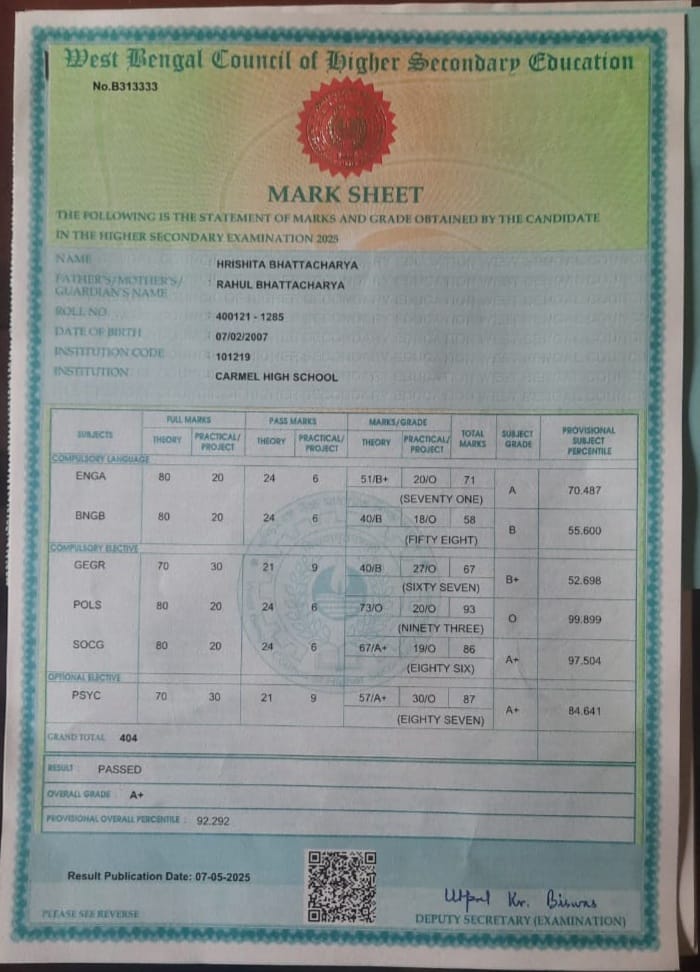 West Bengal Council of Higher Secondary Education
No.B313333
MARK SHEET
THE FOLLOWING IS THE STATEMENT OF MARKS AND GRADE OBTAINED BY THE CANDIDATE
IN THE HIGHER SECONDARY EXAMINATION 2025
NAME : HRISHITA BHATTACHARYA
FATHER'S/MOTHER'S/
GUARDIAN'S NAME : RAHUL BHATTACHARYA
ROLL NO. : 400121 - 1285
DATE OF BIRTH : 07/02/2007
INSTITUTION CODE : 101219
INSTITUTION : CARMEL HIGH SCHOOL
SUBJECTS FULL MARKS PASS MARKS MARKS/GRADE TOTAL MARKS SUBJECT GRADE PROVISIONAL SUBJECT PERCENTILE
THEORY PRACTICAL/PROJECT THEORY PRACTICAL/PROJECT THEORY PRACTICAL/PROJECT
COMPULSORY LANGUAGE
ENGA 80 20 24 6 51/B+ 20/O 71 A 70.487
(SEVENTY ONE)
BNGB 80 20 24 6 40/B 18/O 58 B 55.600
(FIFTY EIGHT)
COMPULSORY ELECTIVE
GEGR 70 30 21 9 40/B 27/O 67 B+ 52.698
(SIXTY SEVEN)
POLS 80 20 24 6 73/O 20/O 93 O 99.899
(NINETY THREE)
SOCG 80 20 24 6 67/A+ 19/O 86 A+ 97.504
(EIGHTY SIX)
OPTIONAL ELECTIVE
PSYC 70 30 21 9 57/A+ 30/O 87 A+ 84.641
(EIGHTY SEVEN)
GRAND TOTAL 404
RESULT : PASSED
OVERALL GRADE : A+
PROVISIONAL OVERALL PERCENTILE : 92.292
Result Publication Date: 07-05-2025
Utpal Kr. Biswas
PLEASE SEE REVERSE
DEPUTY SECRETARY (EXAMINATION)